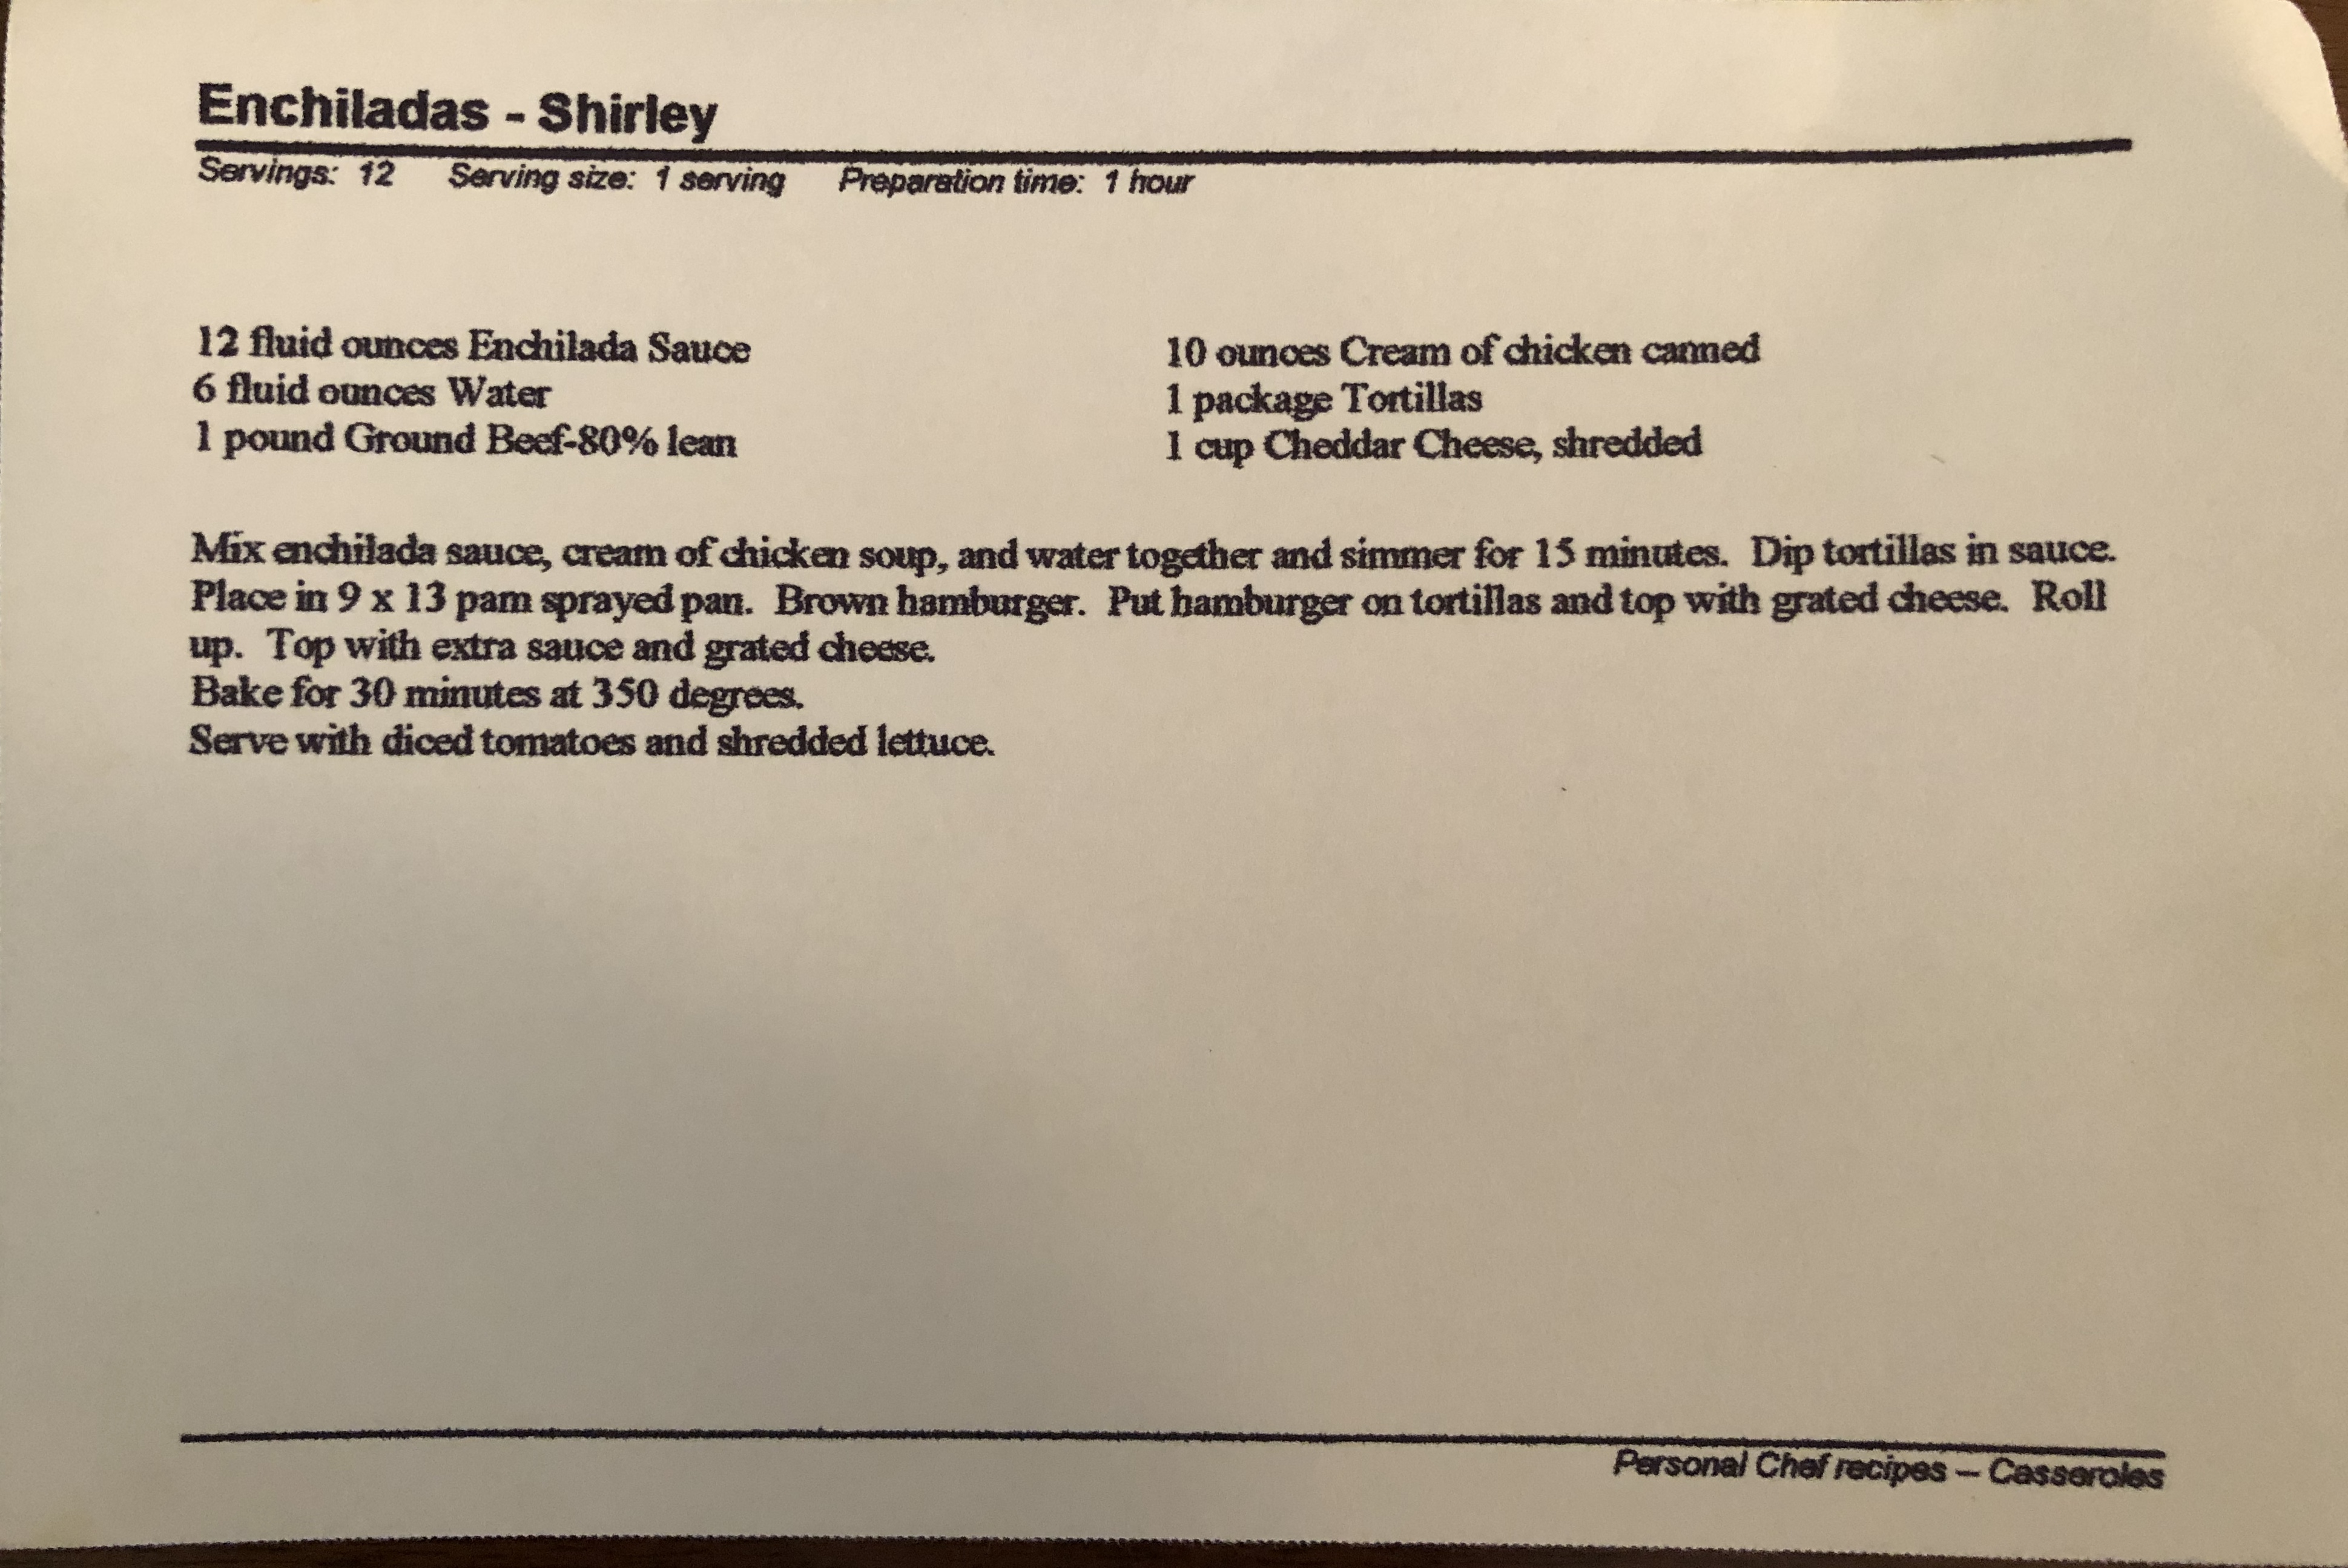 Enchiladas - Shirley
Servings: 12 Serving size: 1 serving Preparation time: 1 hour
12 fluid ounces Enchilada Sauce
6 fluid ounces Water
1 pound Ground Beef-80% lean
10 ounces Cream of chicken canned
1 package Tortillas
1 cup Cheddar Cheese, shredded
Mix enchilada sauce, cream of chicken soup, and water together and simmer for 15 minutes. Dip tortillas in sauce.
Place in 9 x 13 pam sprayed pan. Brown hamburger. Put hamburger on tortillas and top with grated cheese. Roll
up. Top with extra sauce and grated cheese.
Bake for 30 minutes at 350 degrees.
Serve with diced tomatoes and shredded lettuce.
Personal Chef recipes – Casseroles